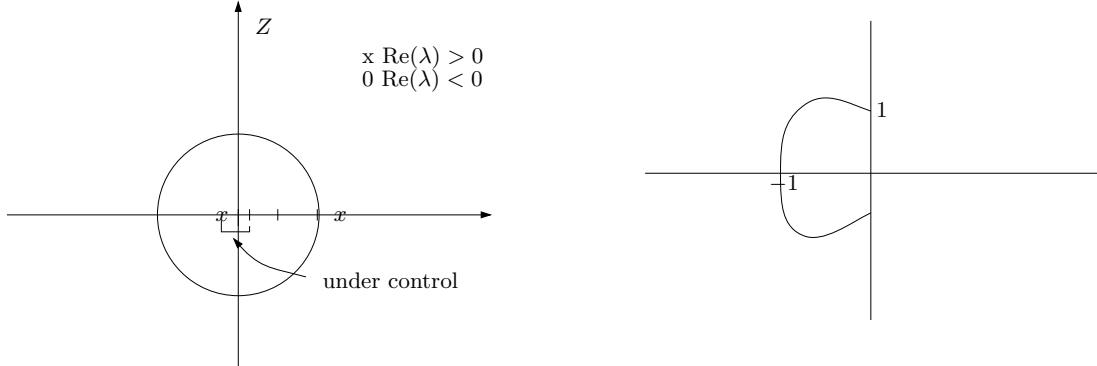 Z
x Re(λ) > 0
0 Re(λ) < 0
x x
under control
1
−1